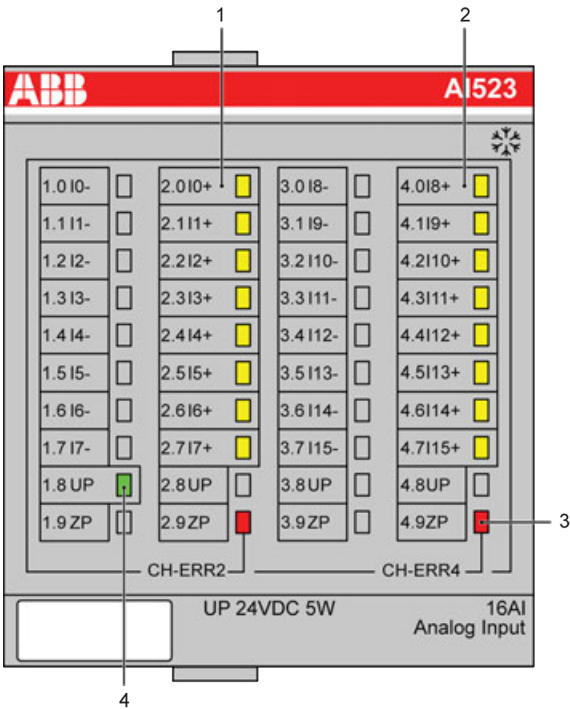 1 2
ABB AI523
1.0 I0- 2.0 I0+ 3.0 I8- 4.0 I8+
1.1 I1- 2.1 I1+ 3.1 I9- 4.1 I9+
1.2 I2- 2.2 I2+ 3.2 I10- 4.2 I10+
1.3 I3- 2.3 I3+ 3.3 I11- 4.3 I11+
1.4 I4- 2.4 I4+ 3.4 I12- 4.4 I12+
1.5 I5- 2.5 I5+ 3.5 I13- 4.5 I13+
1.6 I6- 2.6 I6+ 3.6 I14- 4.6 I14+
1.7 I7- 2.7 I7+ 3.7 I15- 4.7 I15+
1.8 UP 2.8 UP 3.8 UP 4.8 UP
1.9 ZP 2.9 ZP 3.9 ZP 4.9 ZP 3
CH-ERR2 CH-ERR4
UP 24VDC 5W 16AI
Analog Input
4